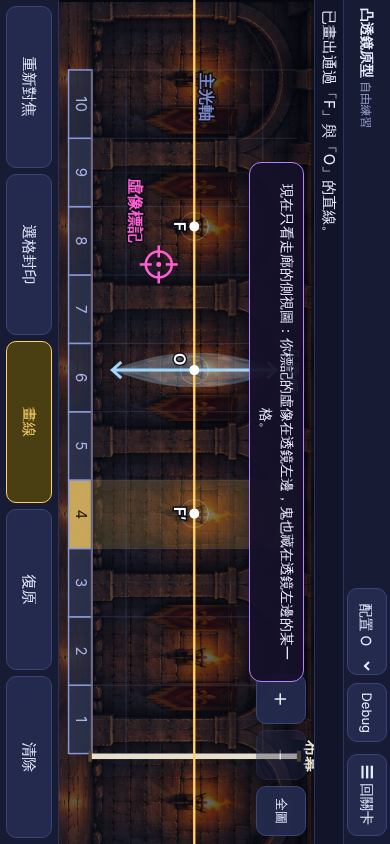 凸透鏡原型 自由練習
配置 O
Debug
回關卡
已畫出通過「F」與「O」的直線。
現在只看走廊的側視圖：你標記的虛像在透鏡左邊，鬼也藏在透鏡左邊的某一
格。
+
全圖
主光軸
F
O
F'
虛像標記
10
9
8
7
6
5
4
3
2
1
重新對焦
選格封印
畫線
復原
清除